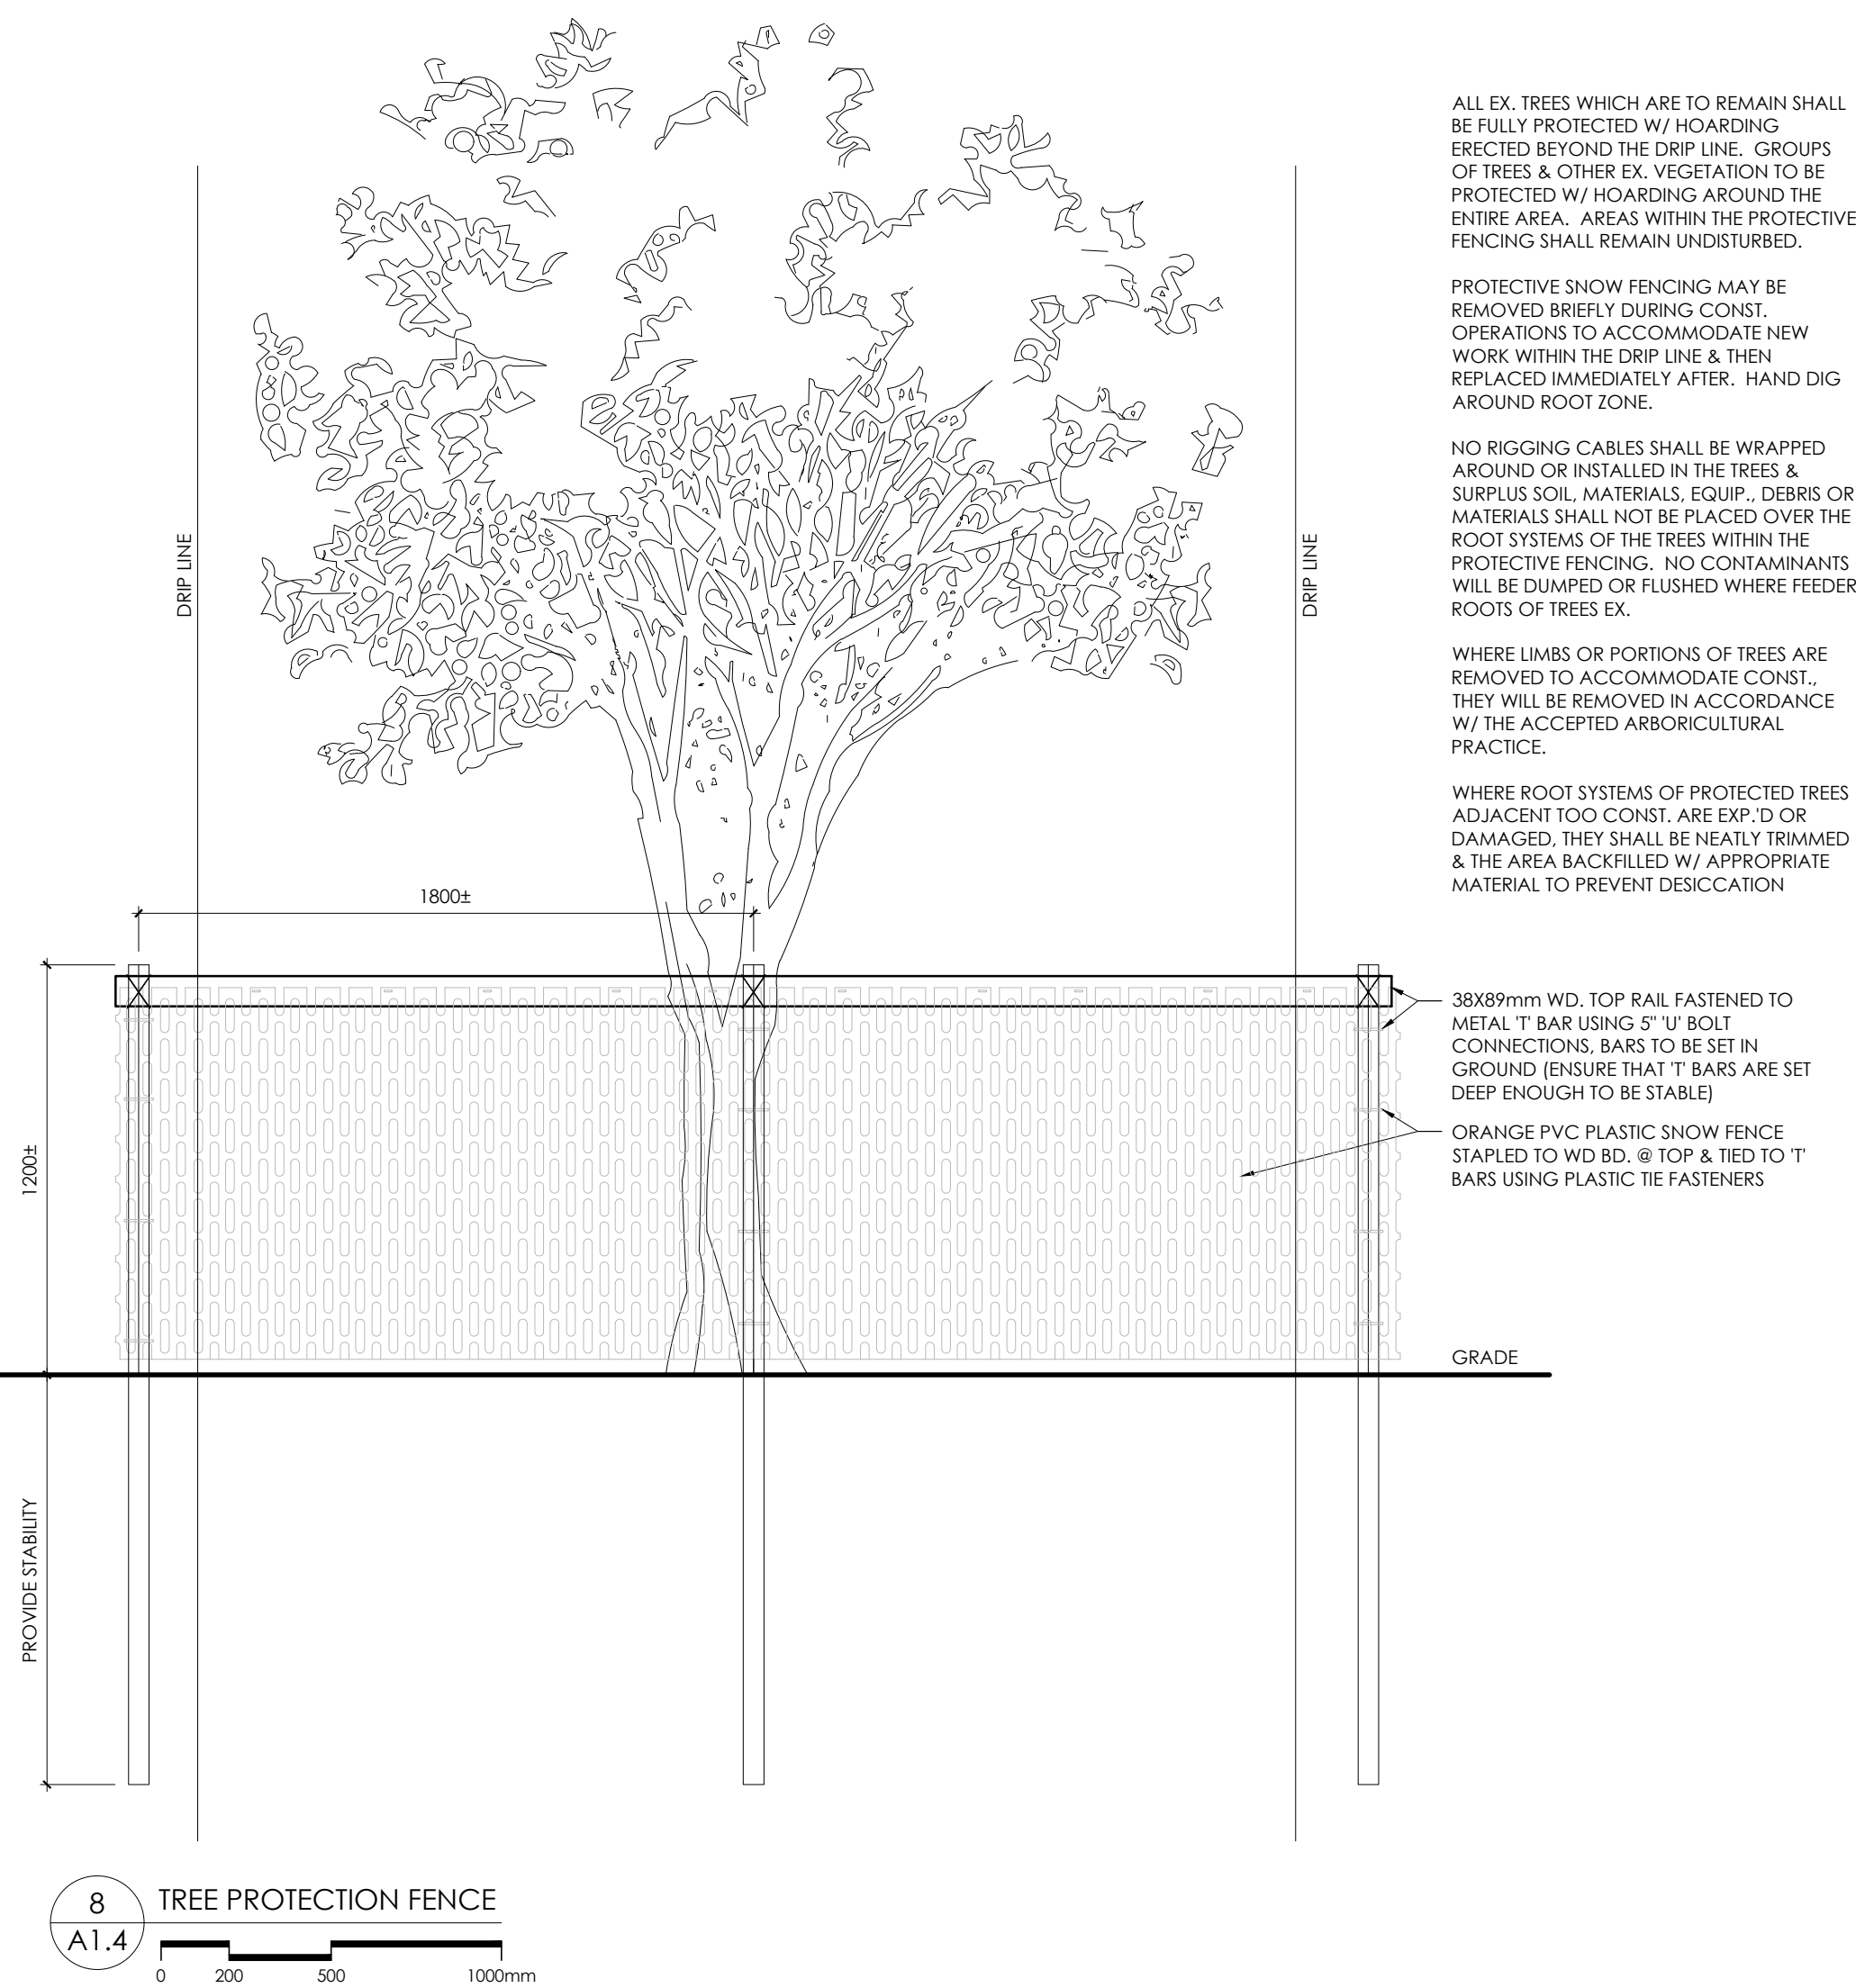 ALL EX. TREES WHICH ARE TO REMAIN SHALL
BE FULLY PROTECTED W/ HOARDING
ERECTED BEYOND THE DRIP LINE.  GROUPS
OF TREES & OTHER EX. VEGETATION TO BE
PROTECTED W/ HOARDING AROUND THE
ENTIRE AREA.  AREAS WITHIN THE PROTECTIVE
FENCING SHALL REMAIN UNDISTURBED.
PROTECTIVE SNOW FENCING MAY BE
REMOVED BRIEFLY DURING CONST.
OPERATIONS TO ACCOMMODATE NEW
WORK WITHIN THE DRIP LINE & THEN
REPLACED IMMEDIATELY AFTER.  HAND DIG
AROUND ROOT ZONE.
NO RIGGING CABLES SHALL BE WRAPPED
AROUND OR INSTALLED IN THE TREES &
SURPLUS SOIL, MATERIALS, EQUIP., DEBRIS OR
MATERIALS SHALL NOT BE PLACED OVER THE
ROOT SYSTEMS OF THE TREES WITHIN THE
PROTECTIVE FENCING.  NO CONTAMINANTS
WILL BE DUMPED OR FLUSHED WHERE FEEDER
ROOTS OF TREES EX.
WHERE LIMBS OR PORTIONS OF TREES ARE
REMOVED TO ACCOMMODATE CONST.,
THEY WILL BE REMOVED IN ACCORDANCE
W/ THE ACCEPTED ARBORICULTURAL
PRACTICE.
WHERE ROOT SYSTEMS OF PROTECTED TREES
ADJACENT TOO CONST. ARE EXP.'D OR
DAMAGED, THEY SHALL BE NEATLY TRIMMED
& THE AREA BACKFILLED W/ APPROPRIATE
MATERIAL TO PREVENT DESICCATION
DRIP LINE
DRIP LINE
1800±
38X89mm WD. TOP RAIL FASTENED TO
METAL 'T' BAR USING 5" 'U' BOLT
CONNECTIONS, BARS TO BE SET IN
GROUND (ENSURE THAT 'T' BARS ARE SET
DEEP ENOUGH TO BE STABLE)
ORANGE PVC PLASTIC SNOW FENCE
STAPLED TO WD BD. @ TOP & TIED TO 'T'
BARS USING PLASTIC TIE FASTENERS
1200±
GRADE
PROVIDE STABILITY
8
A1.4
TREE PROTECTION FENCE
0 200 500 1000mm